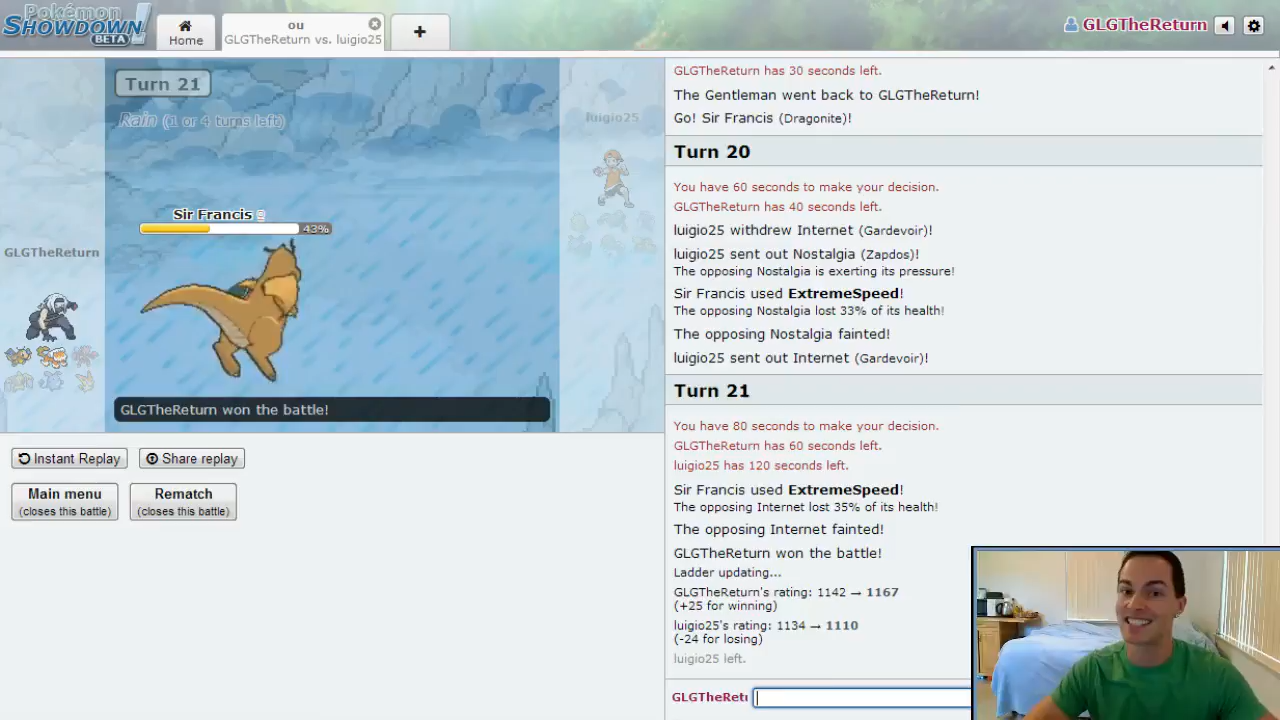 Pokémon
SHOWDOWN!
BETA
Home
ou
GLGTheReturn vs. luigio25
+
GLGTheReturn
Turn 21
Rain (1 or 4 turns left)
luigio25
Sir Francis
43%
GLGTheReturn
GLGTheReturn won the battle!
Instant Replay
Share replay
Main menu
(closes this battle)
Rematch
(closes this battle)
GLGTheReturn has 30 seconds left.
The Gentleman went back to GLGTheReturn!
Go! Sir Francis (Dragonite)!
Turn 20
You have 60 seconds to make your decision.
GLGTheReturn has 40 seconds left.
luigio25 withdrew Internet (Gardevoir)!
luigio25 sent out Nostalgia (Zapdos)!
The opposing Nostalgia is exerting its pressure!
Sir Francis used ExtremeSpeed!
The opposing Nostalgia lost 33% of its health!
The opposing Nostalgia fainted!
luigio25 sent out Internet (Gardevoir)!
Turn 21
You have 80 seconds to make your decision.
GLGTheReturn has 60 seconds left.
luigio25 has 120 seconds left.
Sir Francis used ExtremeSpeed!
The opposing Internet lost 35% of its health!
The opposing Internet fainted!
GLGTheReturn won the battle!
Ladder updating...
GLGTheReturn's rating: 1142 → 1167
(+25 for winning)
luigio25's rating: 1134 → 1110
(-24 for losing)
luigio25 left.
GLGTheRetu